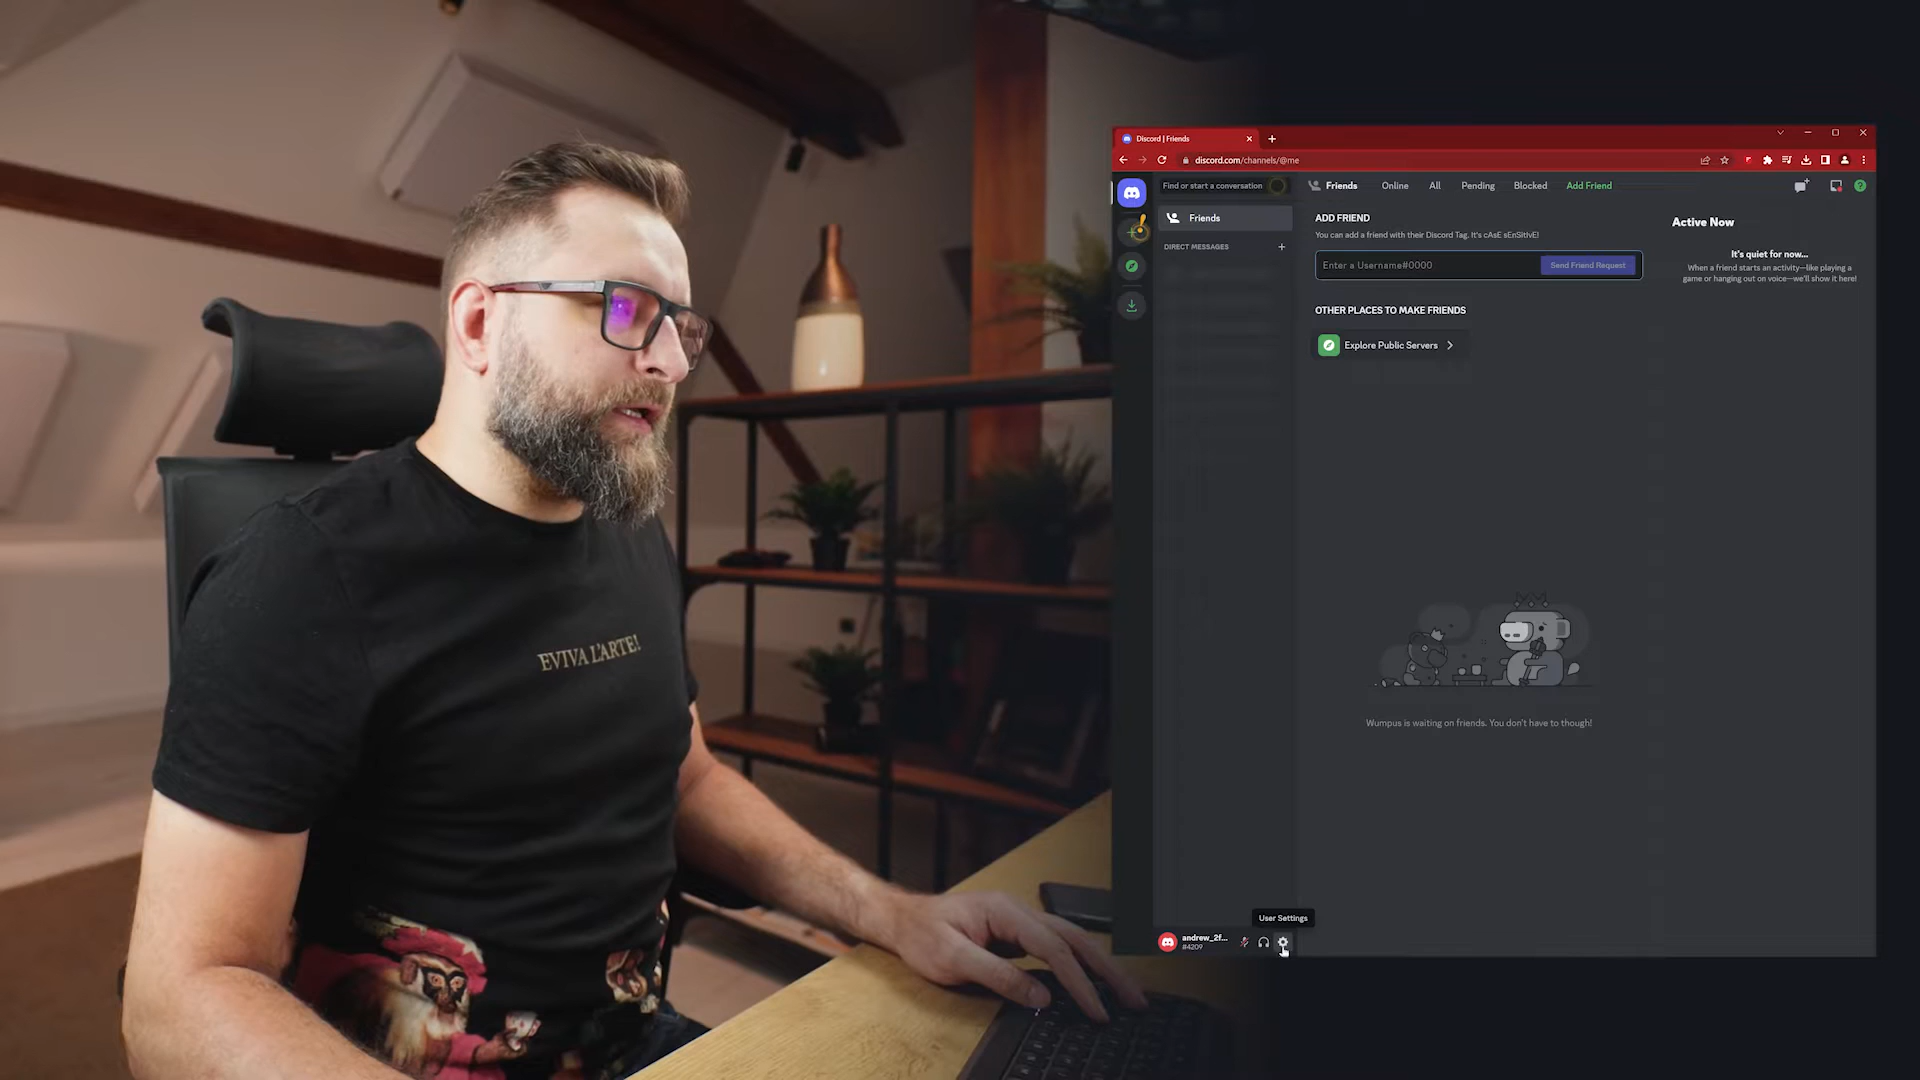 EVIVA L'ARTE!
Discord | Friends
discord.com/channels/@me
Find or start a conversation
Friends
Online
All
Pending
Blocked
Add Friend
Friends
DIRECT MESSAGES
ADD FRIEND
You can add a friend with their Discord Tag. It's cAsE sEnSitIvE!
Enter a Username#0000
Send Friend Request
OTHER PLACES TO MAKE FRIENDS
Explore Public Servers
Active Now
It's quiet for now...
When a friend starts an activity—like playing a
game or hanging out on voice—we'll show it here!
Wumpus is waiting on friends. You don't have to though!
User Settings
andrew_2f...
#4209